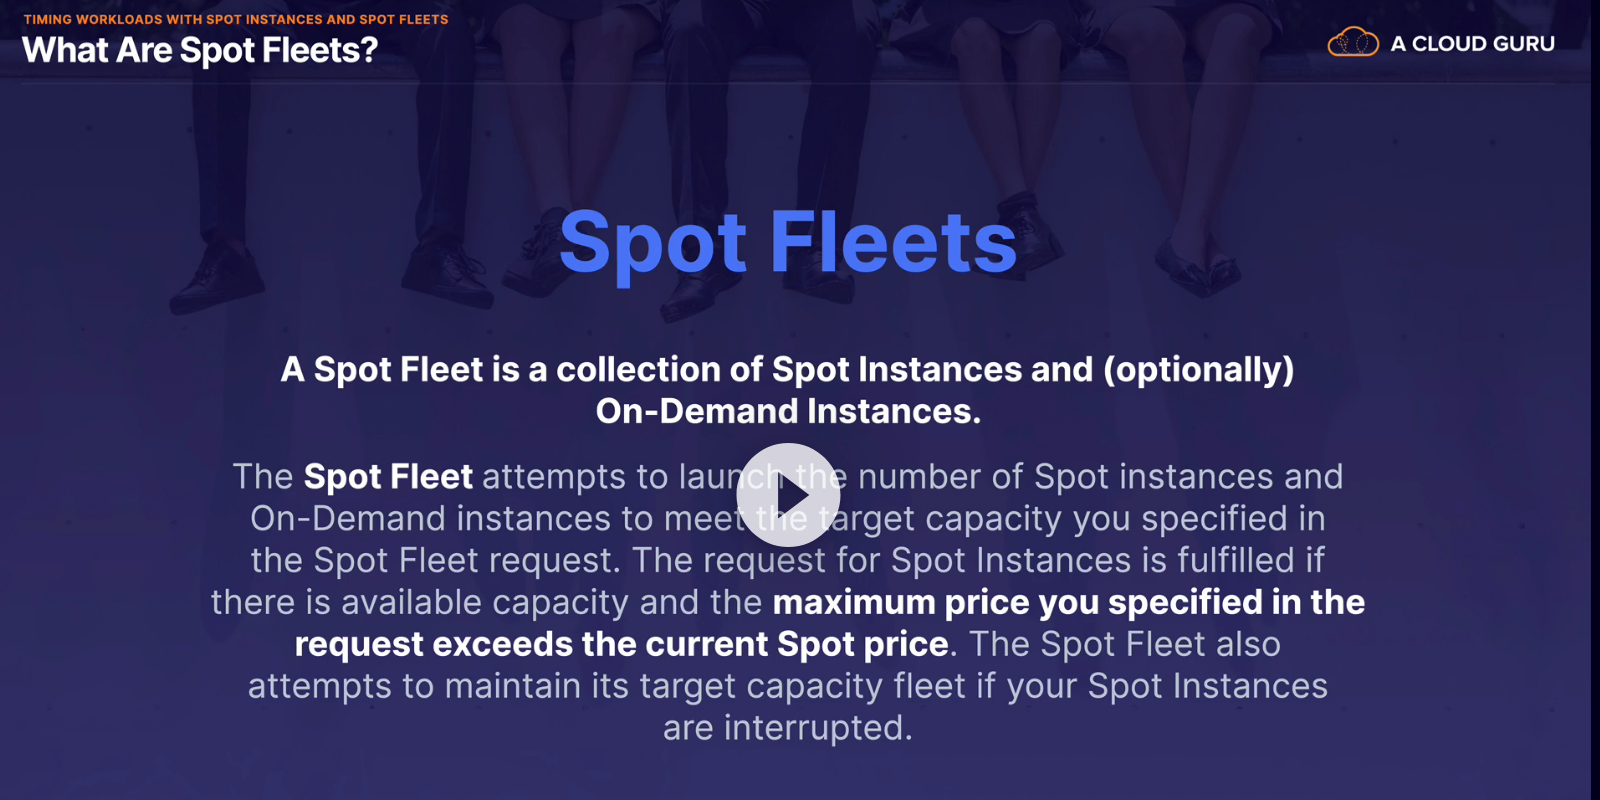 TIMING WORKLOADS WITH SPOT INSTANCES AND SPOT FLEETS
What Are Spot Fleets?
A CLOUD GURU
Spot Fleets
A Spot Fleet is a collection of Spot Instances and (optionally)
On-Demand Instances.
The Spot Fleet attempts to launch the number of Spot instances and
On-Demand instances to meet the target capacity you specified in
the Spot Fleet request. The request for Spot Instances is fulfilled if
there is available capacity and the maximum price you specified in the
request exceeds the current Spot price. The Spot Fleet also
attempts to maintain its target capacity fleet if your Spot Instances
are interrupted.